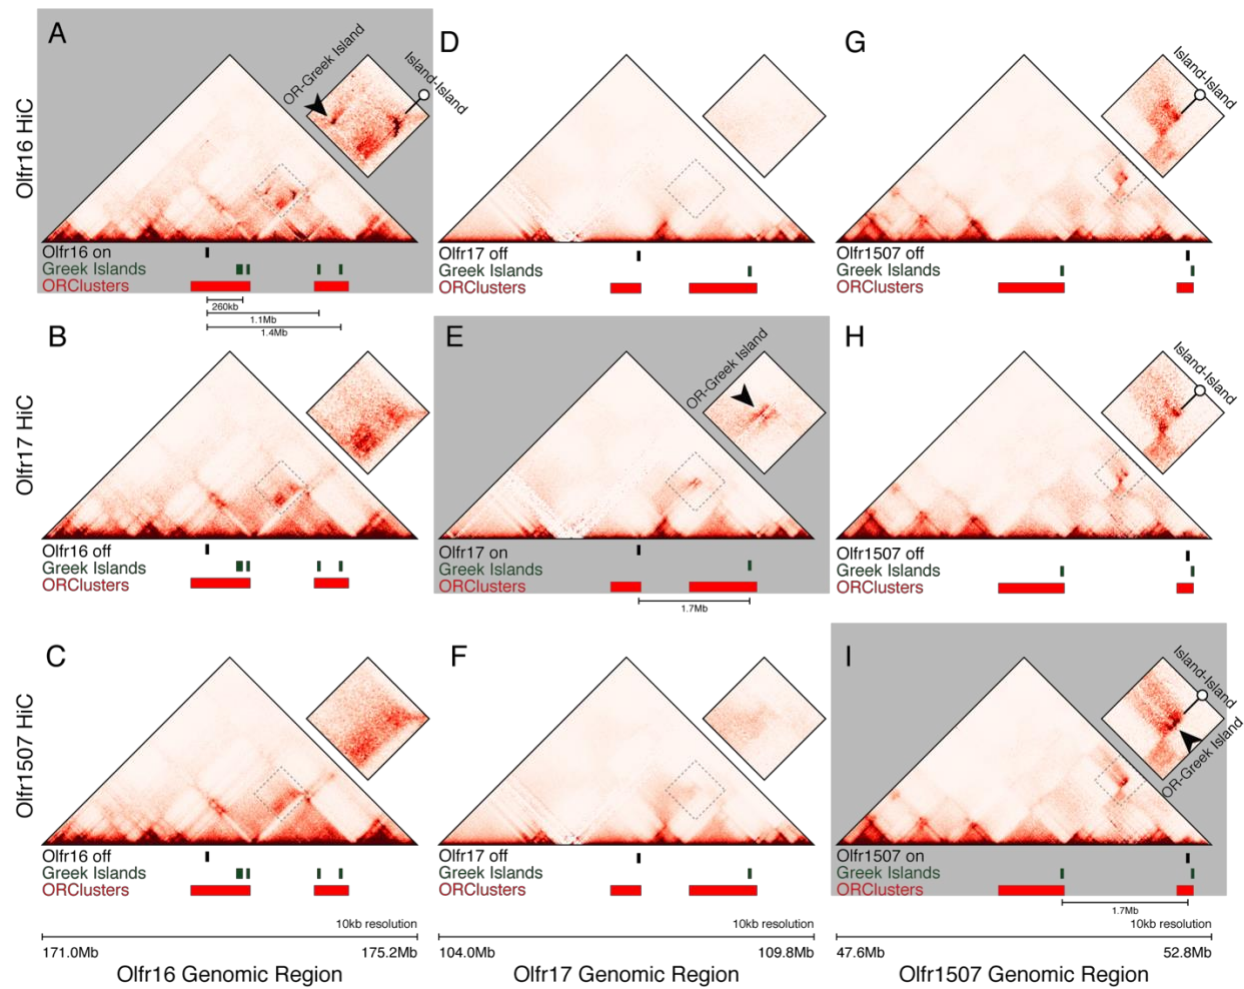 A
OR-Greek Island
Island-Island
Olfr16 HiC
Olfr16 on
Greek Islands
ORClusters
260kb
1.1Mb
1.4Mb
D
Olfr17 off
Greek Islands
ORClusters
G
Island-Island
Olfr1507 off
Greek Islands
ORClusters
B
Olfr17 HiC
Olfr16 off
Greek Islands
ORClusters
E
OR-Greek Island
Olfr17 on
Greek Islands
ORClusters
1.7Mb
H
Island-Island
Olfr1507 off
Greek Islands
ORClusters
C
Olfr1507 HiC
Olfr16 off
Greek Islands
ORClusters
10kb resolution
171.0Mb
175.2Mb
Olfr16 Genomic Region
F
Olfr17 off
Greek Islands
ORClusters
10kb resolution
104.0Mb
109.8Mb
Olfr17 Genomic Region
I
Island-Island
OR-Greek Island
Olfr1507 on
Greek Islands
ORClusters
1.7Mb
10kb resolution
47.6Mb
52.8Mb
Olfr1507 Genomic Region